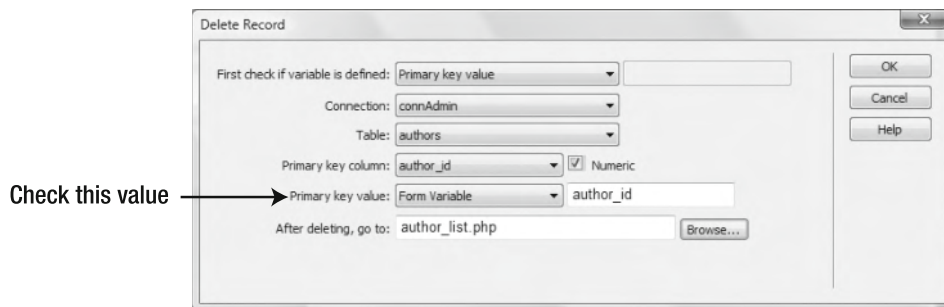 Delete Record
X
First check if variable is defined: Primary key value
Connection: connAdmin
Table: authors
Primary key column: author_id Numeric
Check this value Primary key value: Form Variable author_id
After deleting, go to: author_list.php Browse...
OK
Cancel
Help